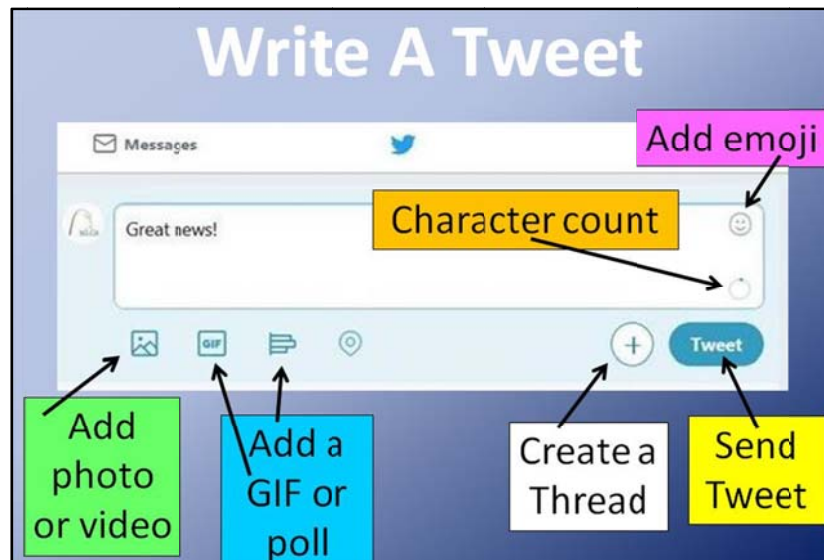 Write A Tweet
Messages
Add emoji
Character count
Great news!
GIF
Tweet
Add
photo
or video
Add a
GIF or
poll
Create a
Thread
Send
Tweet